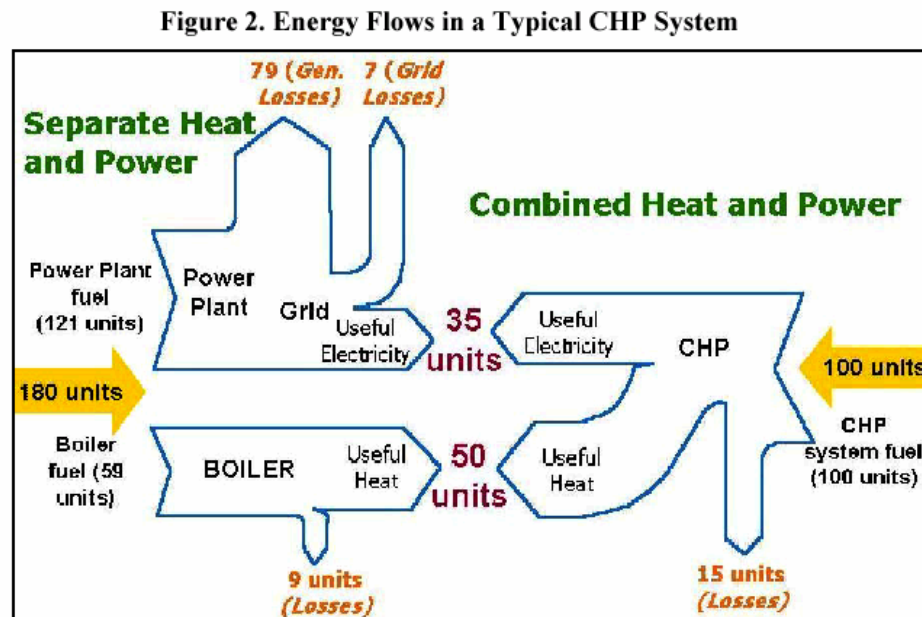 Figure 2. Energy Flows in a Typical CHP System
79 (Gen. Losses)
7 (Grid Losses)
Separate Heat
and Power
Combined Heat and Power
Power Plant
fuel
(121 units)
Power
Plant
Grid
Useful
Electricity
35
units
Useful
Electricity
CHP
180 units
100 units
Boiler
fuel (59
units)
BOILER
Useful
Heat
50
units
Useful
Heat
CHP
system fuel
(100 units)
9 units
(Losses)
15 units
(Losses)